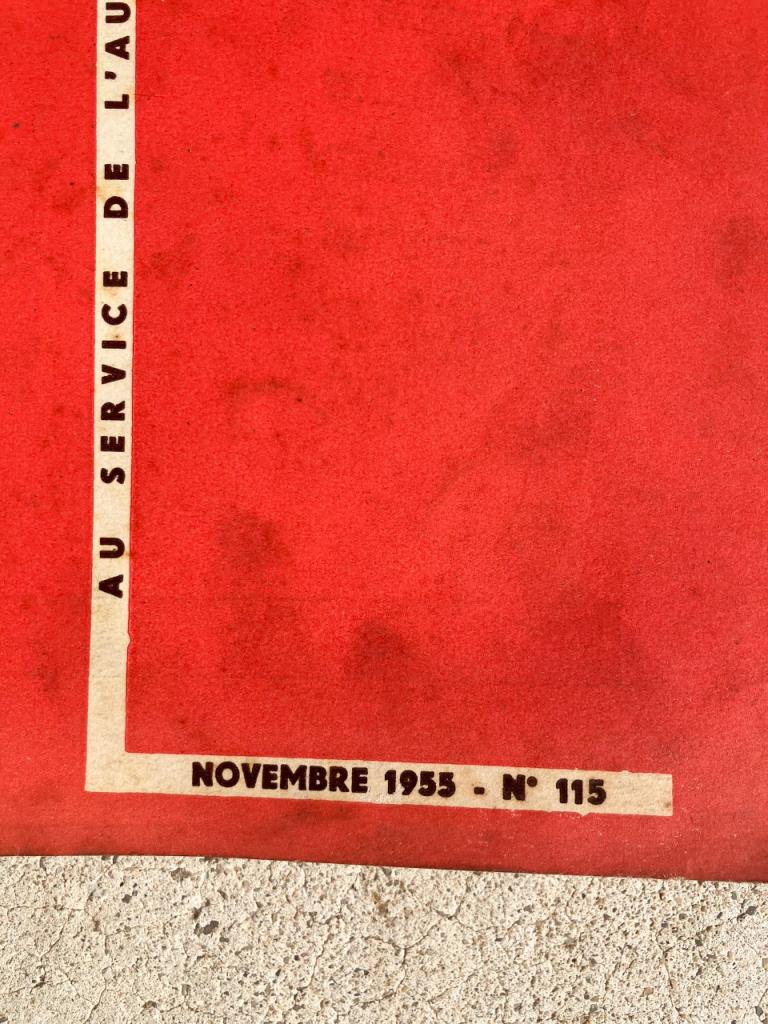 AU SERVICE DE L'AU
NOVEMBRE 1955 - N° 115